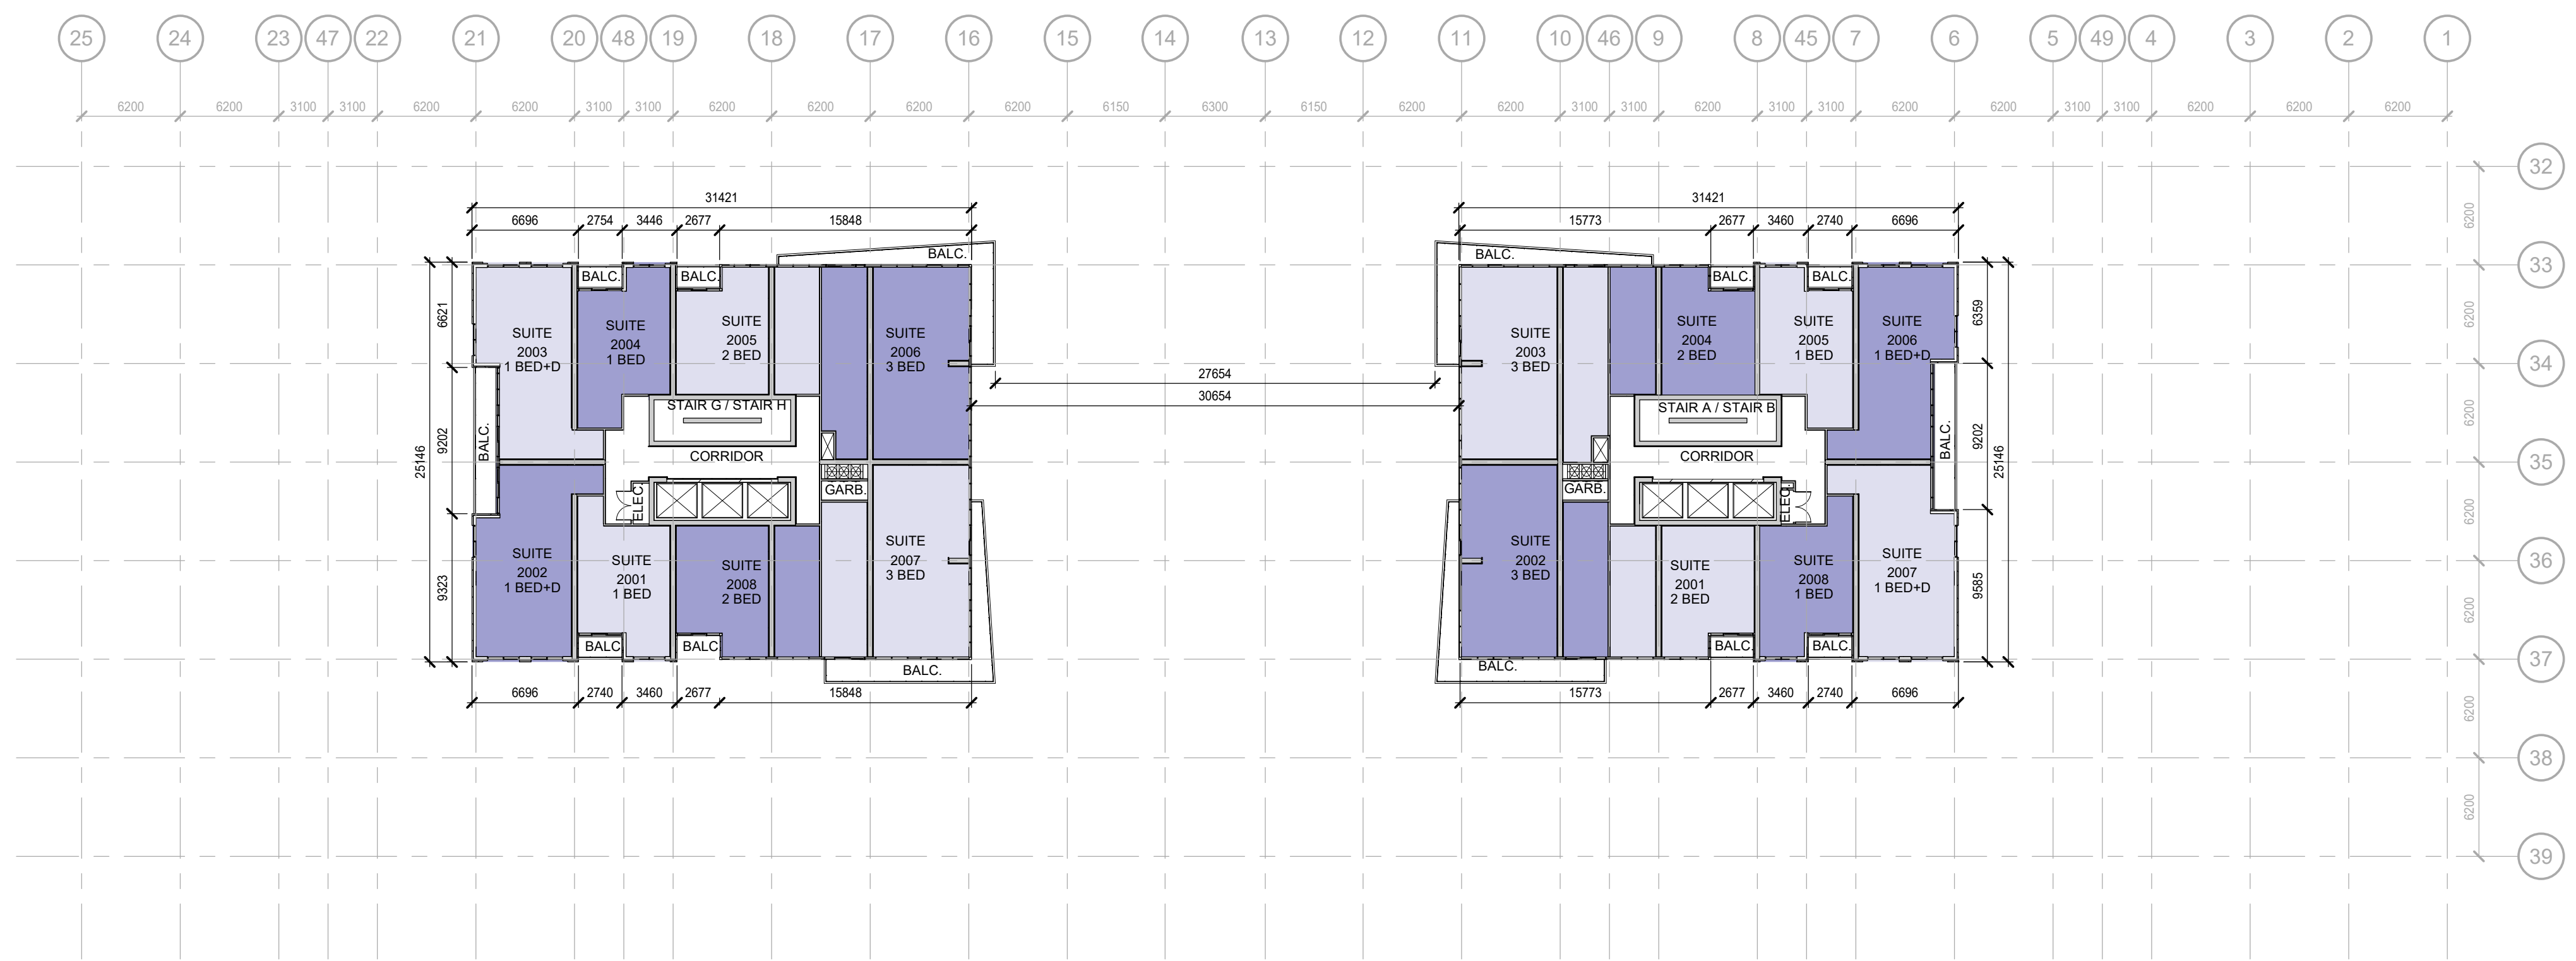 25 24 23 47 22 21 20 48 19 18 17 16 15 14 13 12 11 10 46 9 8 45 7 6 5 49 4 3 2 1
6200 6200 3100 3100 6200 6200 3100 3100 6200 6200 6200 6200 6150 6300 6150 6200 6200 3100 3100 6200 3100 3100 6200 6200 3100 3100 6200 6200 6200
32
33
34
35
36
37
38
39
6200
6200
6200
6200
6200
6200
6200
31421
6696 2754 3446 2677 15848
BALC.
BALC.
BALC.
6621
9202
9323
25146
SUITE
2003
1 BED+D
SUITE
2004
1 BED
SUITE
2005
2 BED
SUITE
2006
3 BED
BALC.
STAIR G / STAIR H
CORRIDOR
ELEC.
GARB.
SUITE
2002
1 BED+D
SUITE
2001
1 BED
SUITE
2008
2 BED
SUITE
2007
3 BED
BALC.
BALC.
BALC.
6696 2740 3460 2677 15848
27654
30654
31421
15773 2677 3460 2740 6696
BALC.
BALC.
BALC.
SUITE
2003
3 BED
SUITE
2004
2 BED
SUITE
2005
1 BED
SUITE
2006
1 BED+D
6359
9202
9585
25146
STAIR A / STAIR B
BALC.
CORRIDOR
GARB.
ELEC.
SUITE
2002
3 BED
SUITE
2001
2 BED
SUITE
2008
1 BED
SUITE
2007
1 BED+D
BALC.
BALC.
BALC.
15773 2677 3460 2740 6696